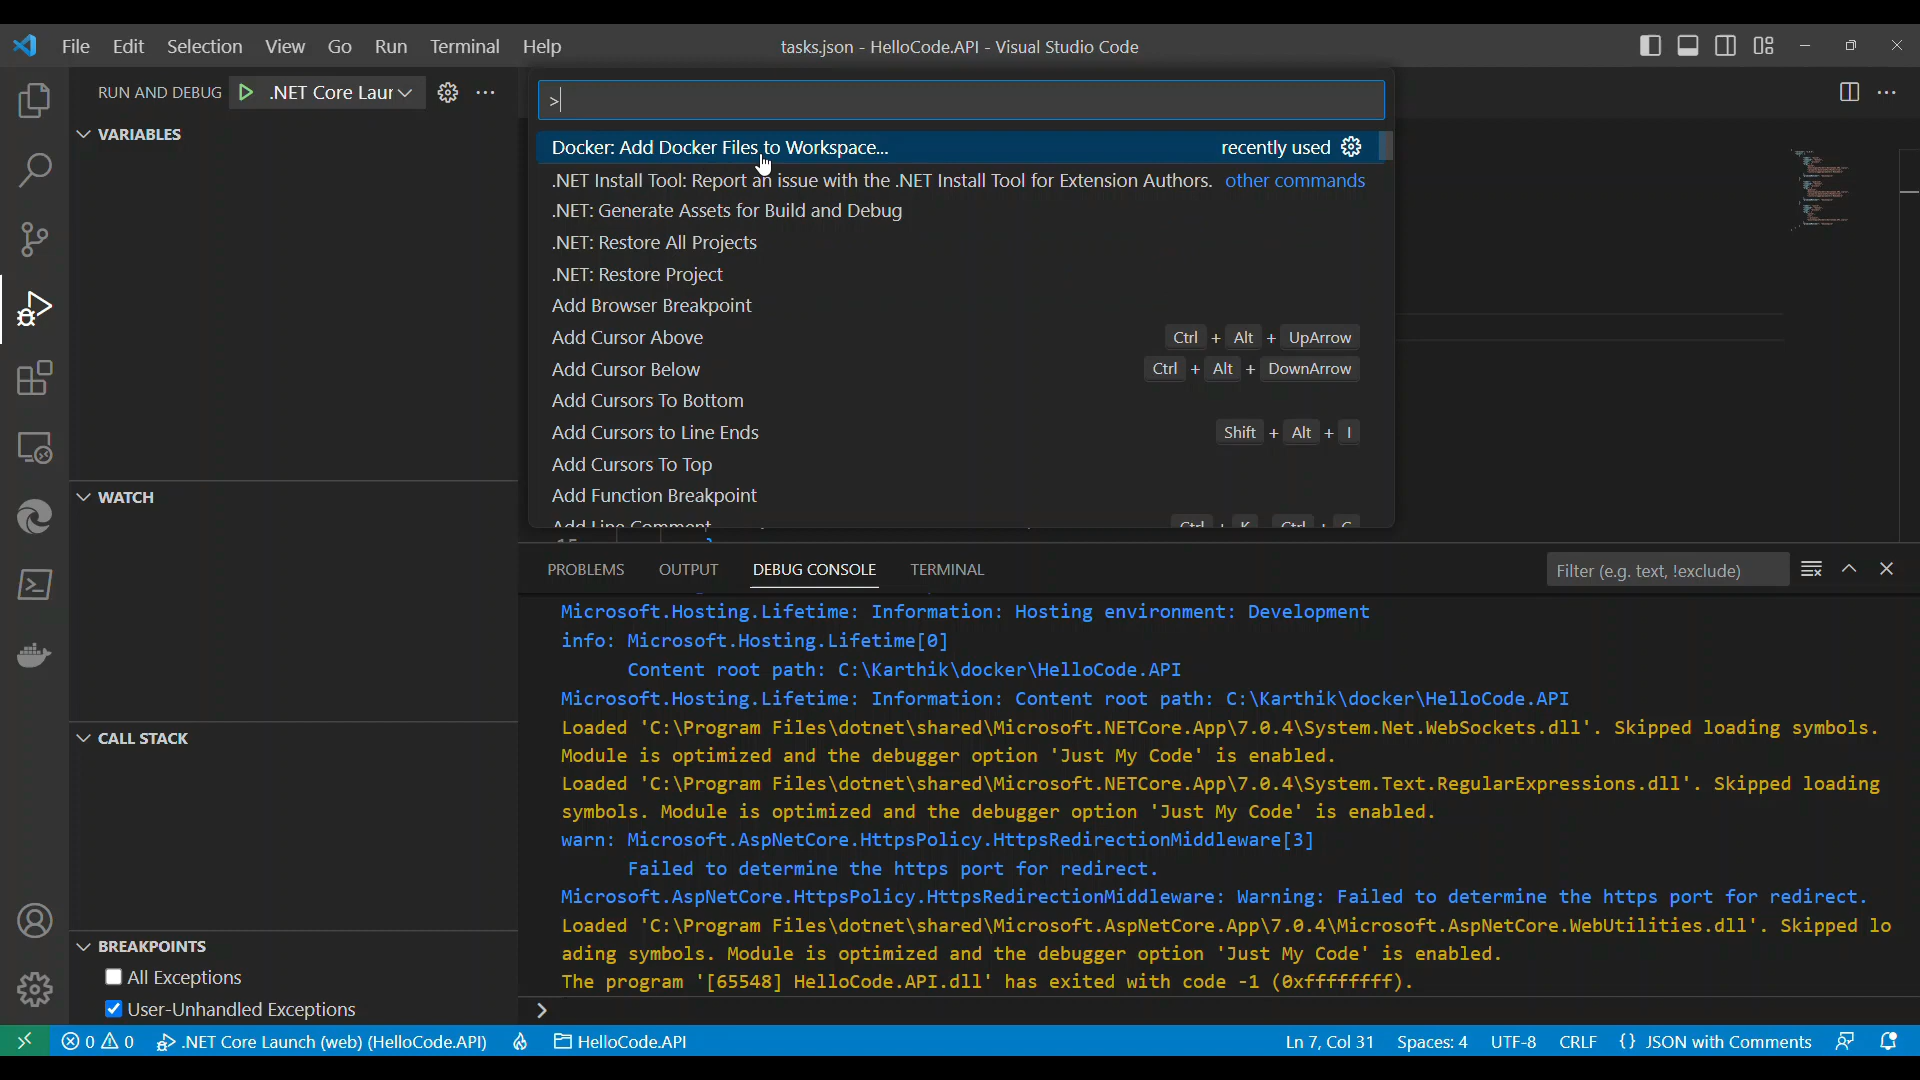 File Edit Selection View Go Run Terminal Help
tasks.json - HelloCode.API - Visual Studio Code
RUN AND DEBUG .NET Core Laur
>
VARIABLES
Docker: Add Docker Files to Workspace... recently used
.NET Install Tool: Report an issue with the .NET Install Tool for Extension Authors. other commands
.NET: Generate Assets for Build and Debug
.NET: Restore All Projects
.NET: Restore Project
Add Browser Breakpoint
Add Cursor Above Ctrl + Alt + UpArrow
Add Cursor Below Ctrl + Alt + DownArrow
Add Cursors To Bottom
Add Cursors to Line Ends Shift + Alt + I
Add Cursors To Top
Add Function Breakpoint
Add Line Comment Ctrl + K Ctrl + C
WATCH
CALL STACK
BREAKPOINTS
All Exceptions
User-Unhandled Exceptions
PROBLEMS OUTPUT DEBUG CONSOLE TERMINAL
Filter (e.g. text, !exclude)
Microsoft.Hosting.Lifetime: Information: Hosting environment: Development
info: Microsoft.Hosting.Lifetime[0]
Content root path: C:\Karthik\docker\HelloCode.API
Microsoft.Hosting.Lifetime: Information: Content root path: C:\Karthik\docker\HelloCode.API
Loaded 'C:\Program Files\dotnet\shared\Microsoft.NETCore.App\7.0.4\System.Net.WebSockets.dll'. Skipped loading symbols.
Module is optimized and the debugger option 'Just My Code' is enabled.
Loaded 'C:\Program Files\dotnet\shared\Microsoft.NETCore.App\7.0.4\System.Text.RegularExpressions.dll'. Skipped loading
symbols. Module is optimized and the debugger option 'Just My Code' is enabled.
warn: Microsoft.AspNetCore.HttpsPolicy.HttpsRedirectionMiddleware[3]
Failed to determine the https port for redirect.
Microsoft.AspNetCore.HttpsPolicy.HttpsRedirectionMiddleware: Warning: Failed to determine the https port for redirect.
Loaded 'C:\Program Files\dotnet\shared\Microsoft.AspNetCore.App\7.0.4\Microsoft.AspNetCore.WebUtilities.dll'. Skipped lo
ading symbols. Module is optimized and the debugger option 'Just My Code' is enabled.
The program '[65548] HelloCode.API.dll' has exited with code -1 (0xffffffff).
0 0 .NET Core Launch (web) (HelloCode.API) HelloCode.API
Ln 7, Col 31 Spaces: 4 UTF-8 CRLF {} JSON with Comments